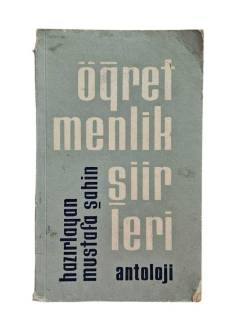 öğret
menlik
şiir
leri
hazırlayan
mustafa şahin
antoloji